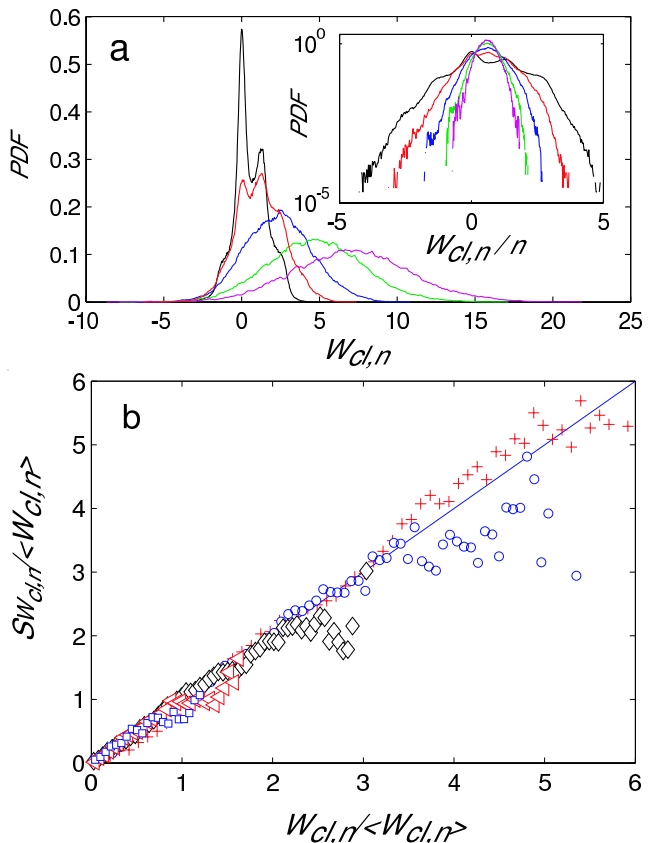 a
PDF
0.6
0.5
0.4
0.3
0.2
0.1
0
-10 -5 0 5 10 15 20 25
W_{cl,n}
PDF
10^0
10^{-5}
-5 0 5
W_{cl,n}/n
b
SW_{cl,n}/<W_{cl,n}>
6
5
4
3
2
1
0
0 1 2 3 4 5 6
W_{cl,n}/<W_{cl,n}>